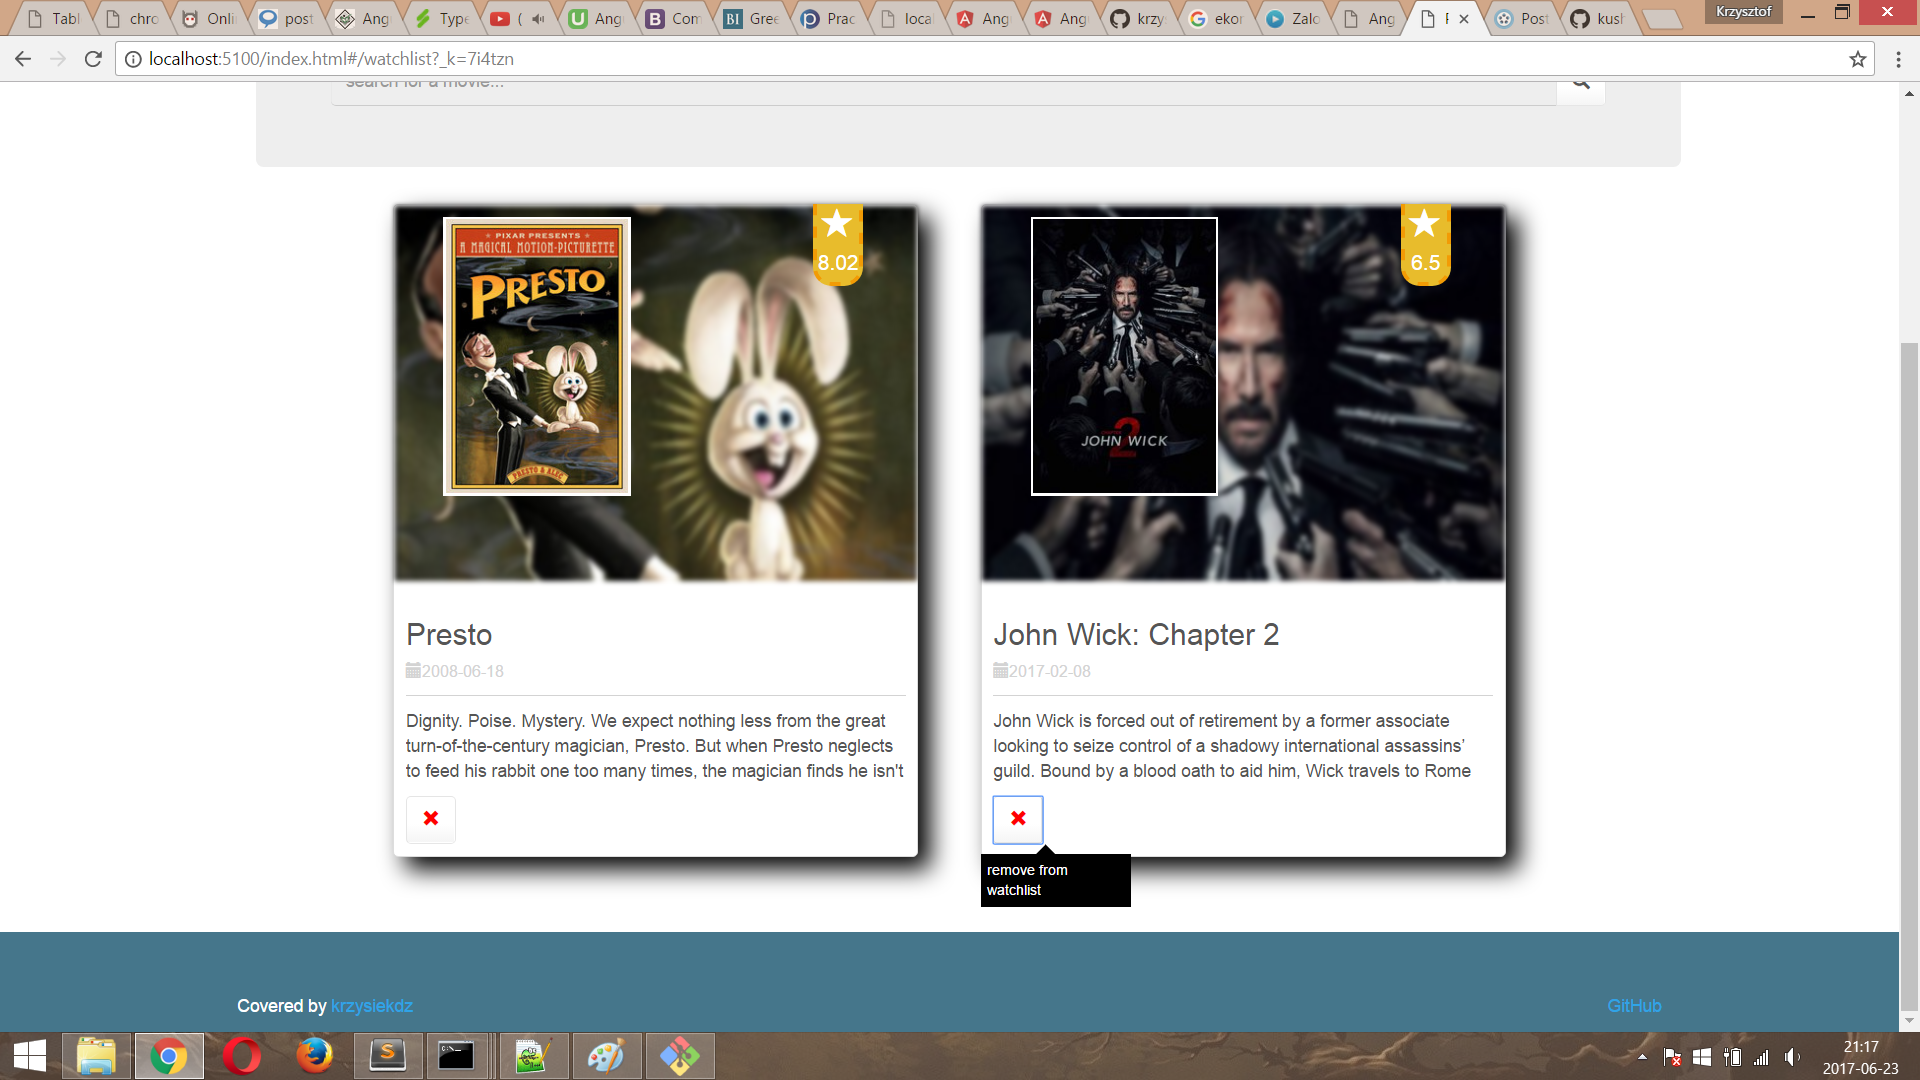 Tabl
chro
Onli
post
Ang
Type
(
Ang
Com
Gree
Prac
loca
Ang
Ang
krzy
ekor
Zalo
Ang
Post
kush
Krzysztof
localhost:5100/index.html#/watchlist?_k=7i4tzn
search for a movie...
PIXAR PRESENTS
A MAGICAL MOTION-PICTURETTE
PRESTO
PRESTO & ALEC
8.02
CHAPTER 2
JOHN WICK
6.5
Presto
2008-06-18
Dignity. Poise. Mystery. We expect nothing less from the great
turn-of-the-century magician, Presto. But when Presto neglects
to feed his rabbit one too many times, the magician finds he isn't
John Wick: Chapter 2
2017-02-08
John Wick is forced out of retirement by a former associate
looking to seize control of a shadowy international assassins’
guild. Bound by a blood oath to aid him, Wick travels to Rome
remove from
watchlist
Covered by krzysiekdz
GitHub
21:17
2017-06-23